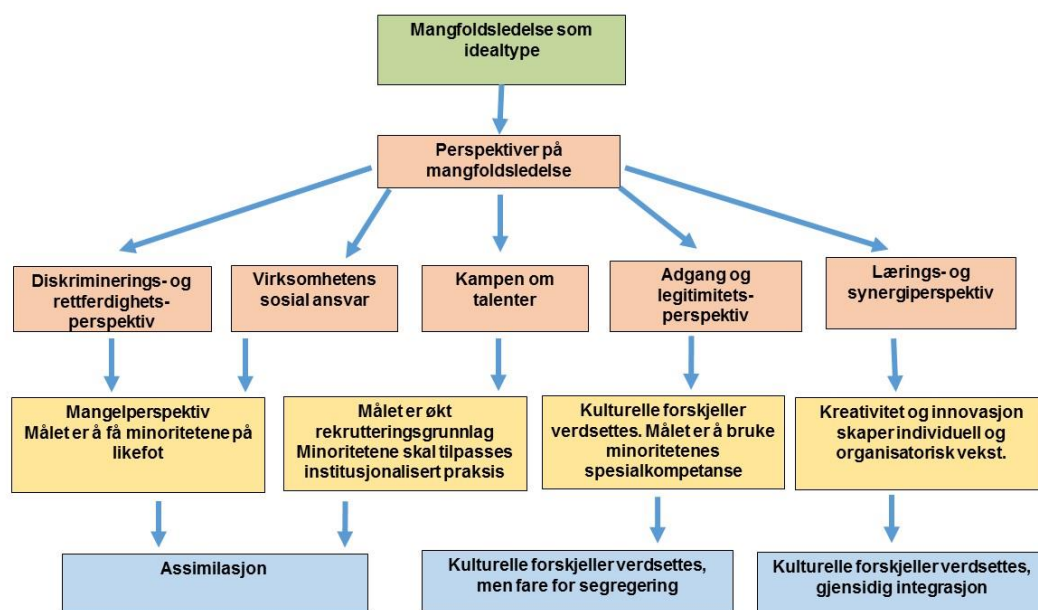 Mangfoldsledelse som
idealtype
Perspektiver på
mangfoldsledelse
Diskriminerings- og
rettferdighets-
perspektiv
Virksomhetens
sosial ansvar
Kampen om
talenter
Adgang og
legitimitets-
perspektiv
Lærings- og
synergiperspektiv
Mangelperspektiv
Målet er å få minoritetene på
likefot
Målet er økt
rekrutteringsgrunnlag
Minoritetene skal tilpasses
institusjonalisert praksis
Kulturelle forskjeller
verdsettes. Målet er å bruke
minoritetenes
spesialkompetanse
Kreativitet og innovasjon
skaper individuell og
organisatorisk vekst.
Assimilasjon
Kulturelle forskjeller verdsettes,
men fare for segregering
Kulturelle forskjeller verdsettes,
gjensidig integrasjon